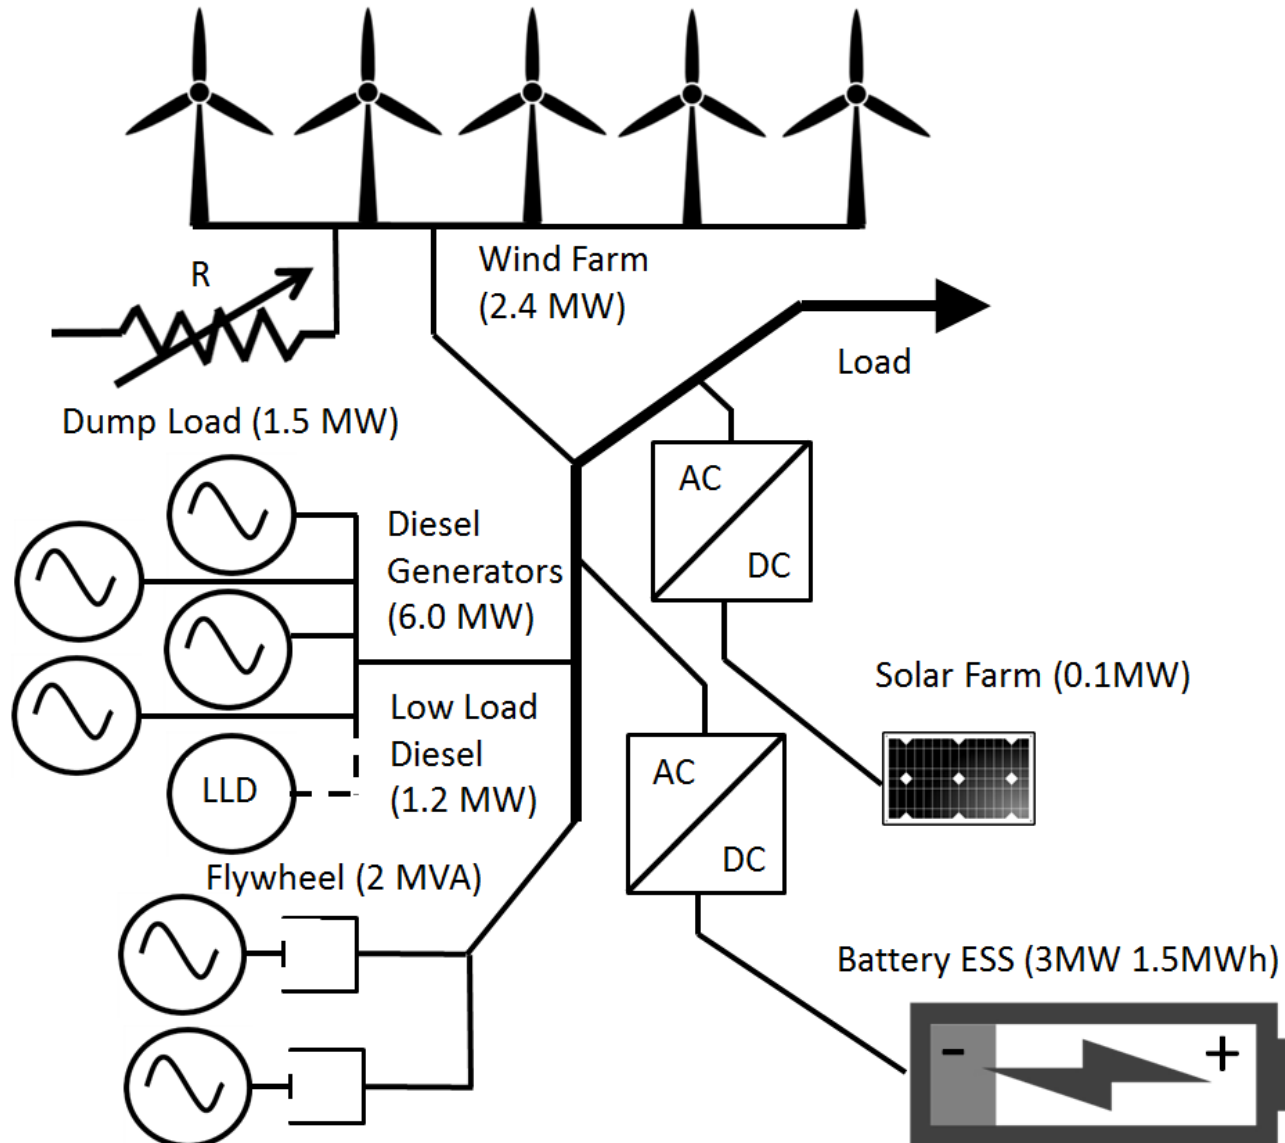 Wind Farm
(2.4 MW)
R
Load
Dump Load (1.5 MW)
AC
DC
Diesel
Generators
(6.0 MW)
Solar Farm (0.1MW)
Low Load
Diesel
(1.2 MW)
LLD
AC
DC
Flywheel (2 MVA)
Battery ESS (3MW 1.5MWh)
- +